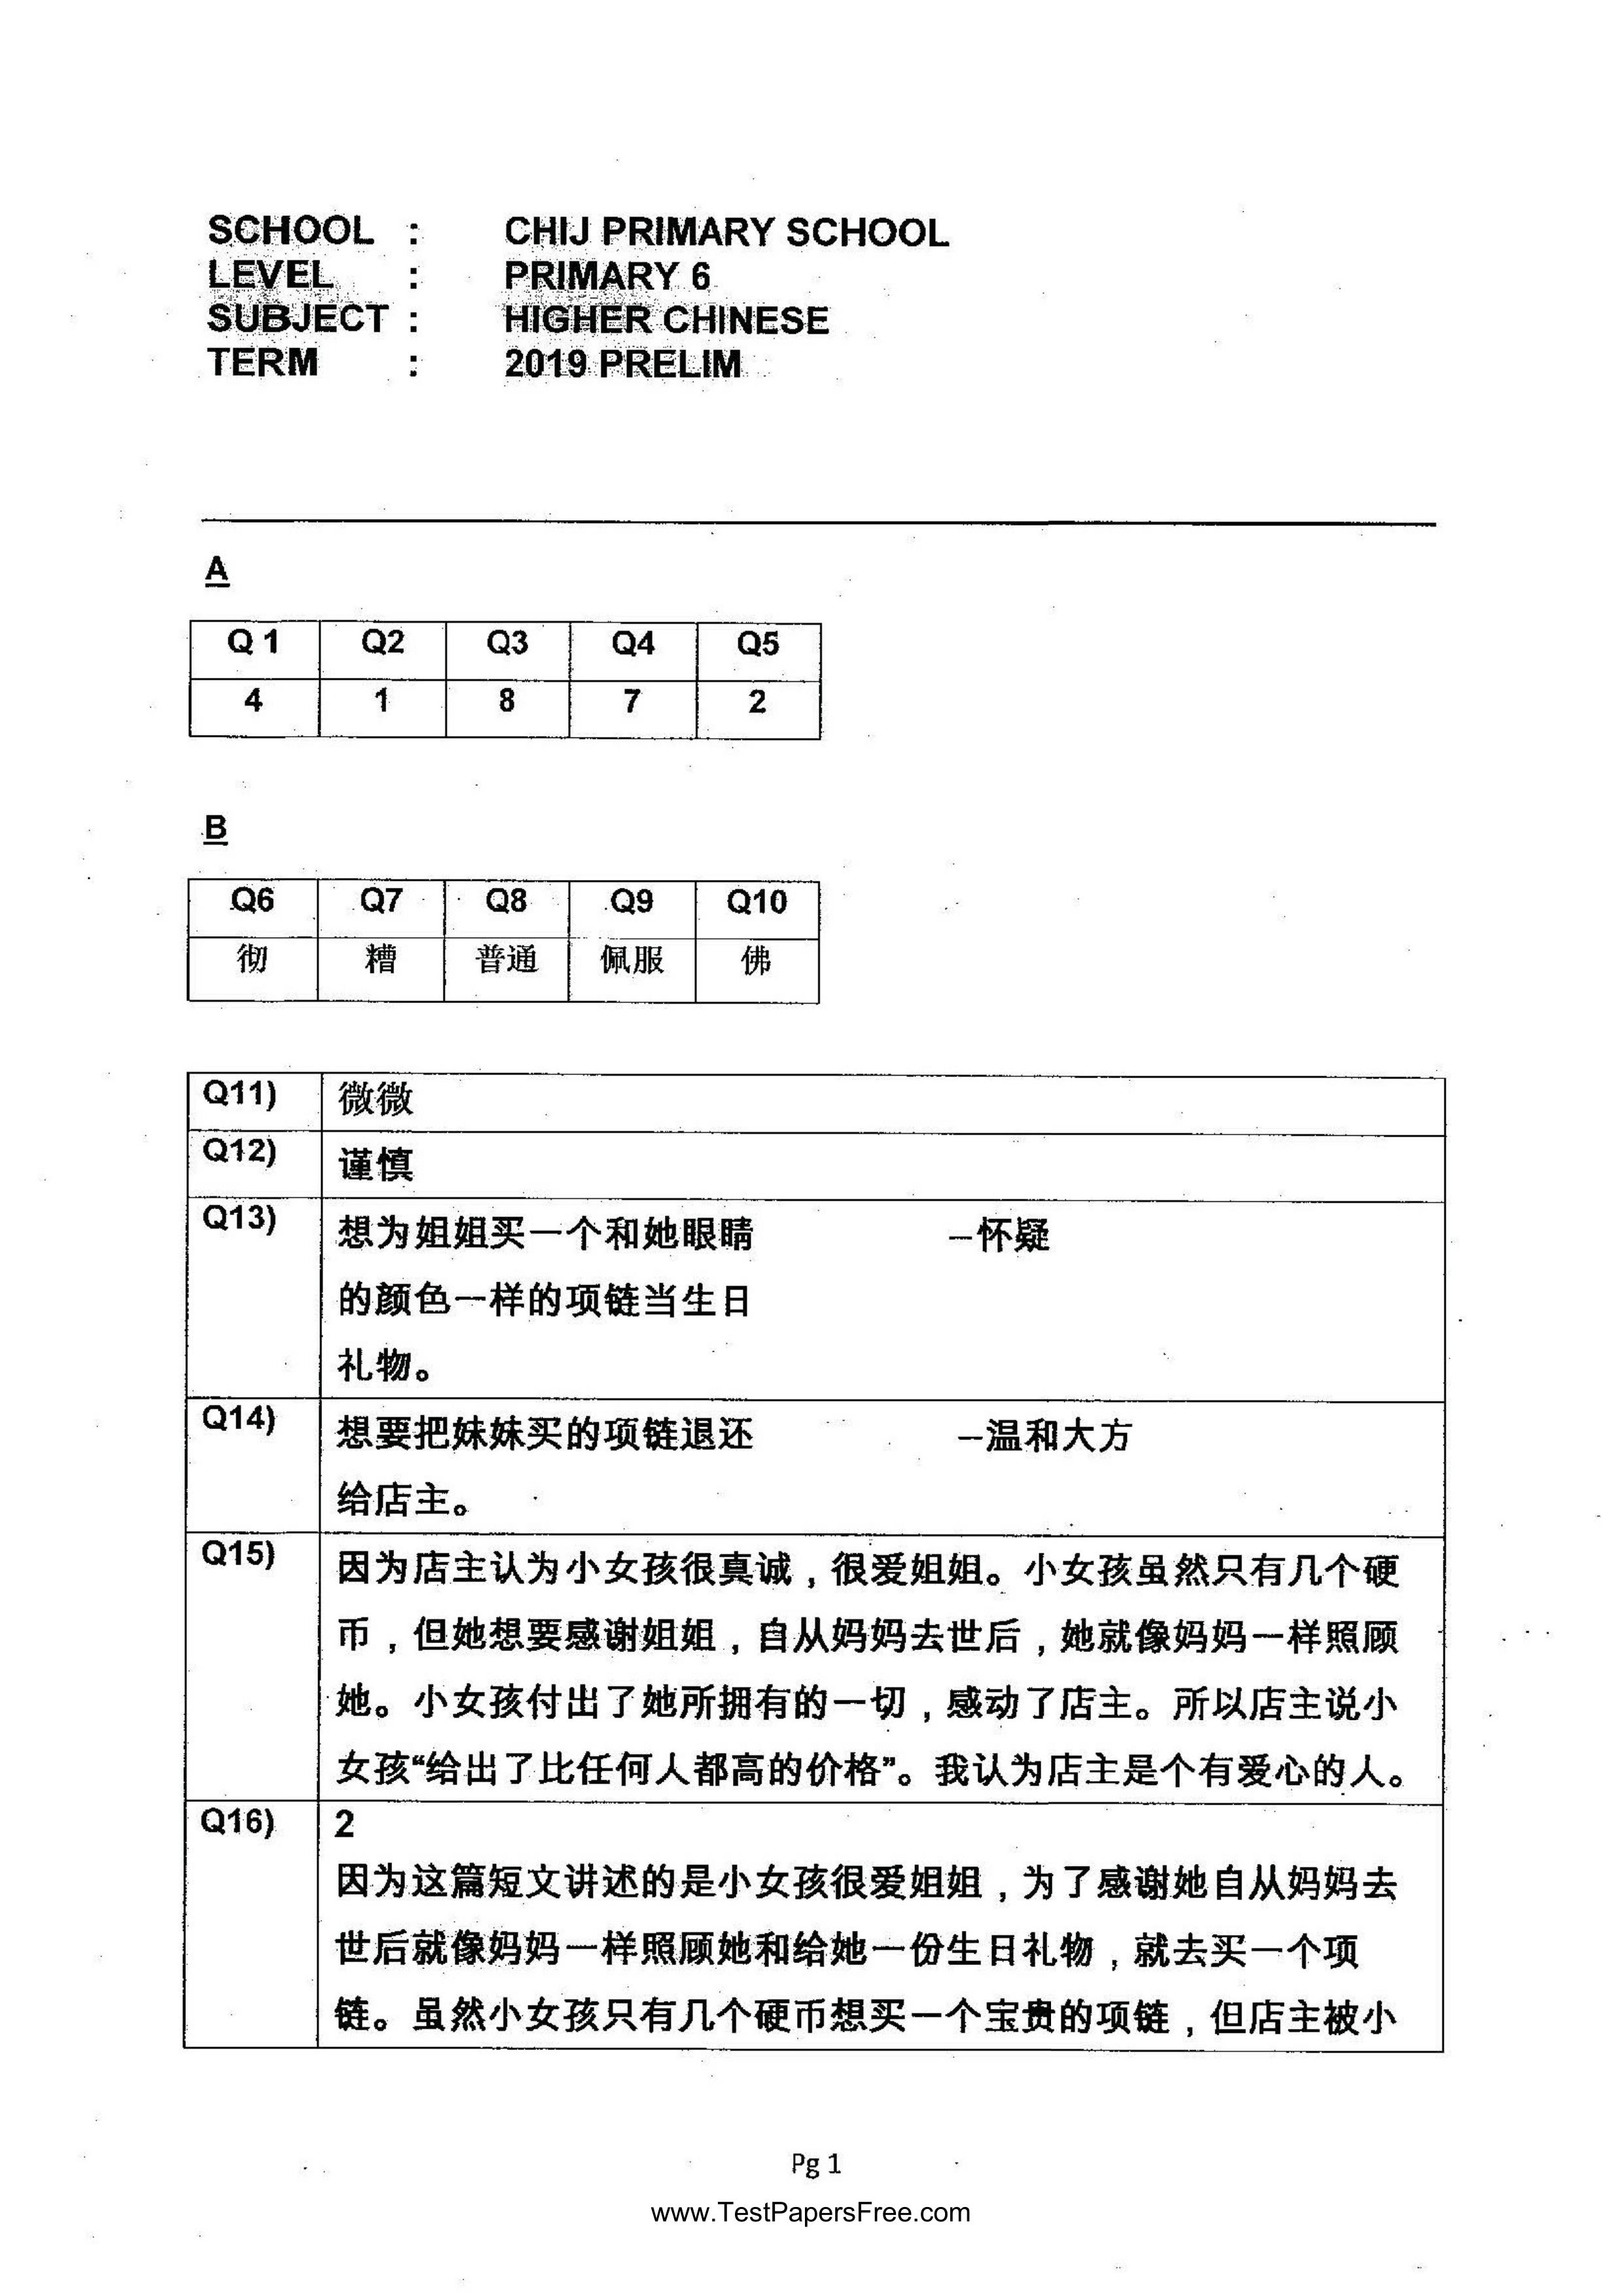 SCHOOL : CHIJ PRIMARY SCHOOL
LEVEL : PRIMARY 6
SUBJECT : HIGHER CHINESE
TERM : 2019 PRELIM
A
Q 1 Q2 Q3 Q4 Q5
4 1 8 7 2
B
Q6 Q7 Q8 Q9 Q10
彻 糟 普通 佩服 佛
Q11) 微微
Q12) 谨慎
Q13) 想为姐姐买一个和她眼睛 –怀疑
的颜色一样的项链当生日
礼物。
Q14) 想要把妹妹买的项链退还 –温和大方
给店主。
Q15) 因为店主认为小女孩很真诚，很爱姐姐。小女孩虽然只有几个硬
币，但她想要感谢姐姐，自从妈妈去世后，她就像妈妈一样照顾
她。小女孩付出了她所拥有的一切，感动了店主。所以店主说小
女孩“给出了比任何人都高的价格”。我认为店主是个有爱心的人。
Q16) 2
因为这篇短文讲述的是小女孩很爱姐姐，为了感谢她自从妈妈去
世后就像妈妈一样照顾她和给她一份生日礼物，就去买一个项
链。虽然小女孩只有几个硬币想买一个宝贵的项链，但店主被小
Pg 1
www.TestPapersFree.com